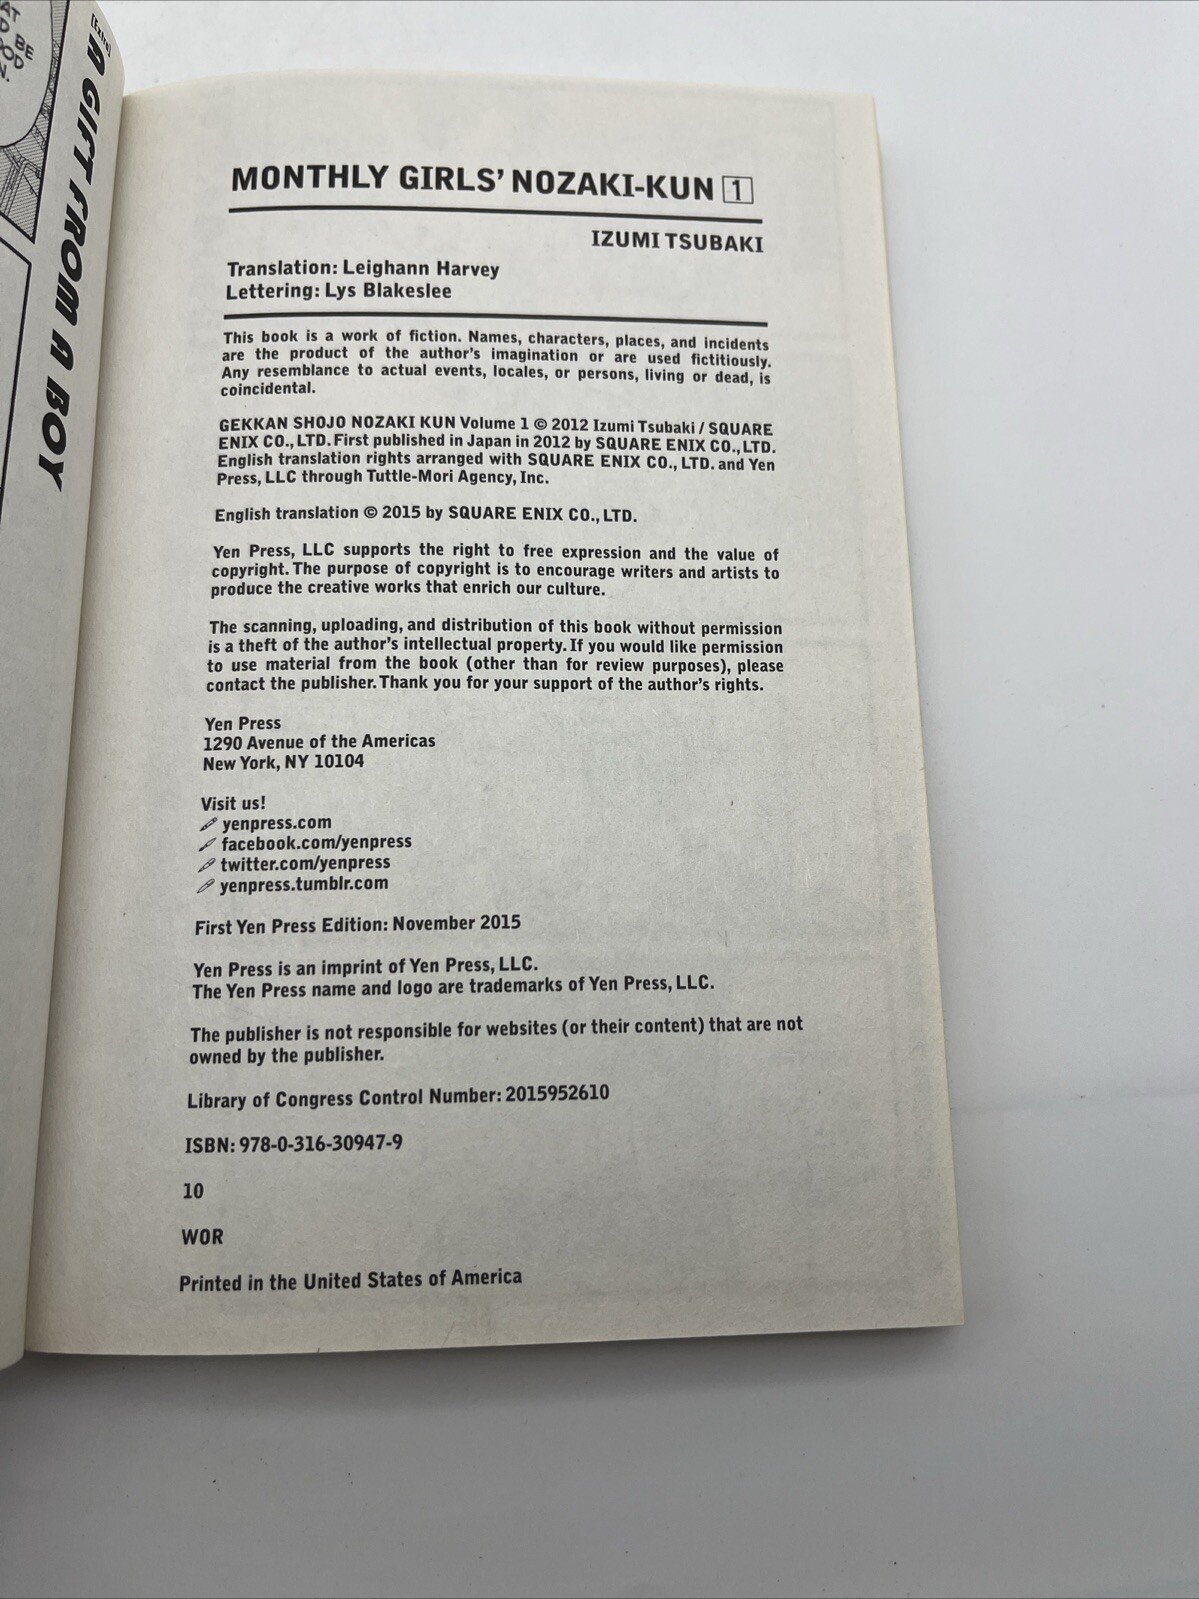 [Extra]
A GIFT FROM A BOY
BE
MONTHLY GIRLS' NOZAKI-KUN 1
IZUMI TSUBAKI
Translation: Leighann Harvey
Lettering: Lys Blakeslee
This book is a work of fiction. Names, characters, places, and incidents
are the product of the author's imagination or are used fictitiously.
Any resemblance to actual events, locales, or persons, living or dead, is
coincidental.
GEKKAN SHOJO NOZAKI KUN Volume 1 © 2012 Izumi Tsubaki / SQUARE
ENIX CO., LTD. First published in Japan in 2012 by SQUARE ENIX CO., LTD.
English translation rights arranged with SQUARE ENIX CO., LTD. and Yen
Press, LLC through Tuttle-Mori Agency, Inc.
English translation © 2015 by SQUARE ENIX CO., LTD.
Yen Press, LLC supports the right to free expression and the value of
copyright. The purpose of copyright is to encourage writers and artists to
produce the creative works that enrich our culture.
The scanning, uploading, and distribution of this book without permission
is a theft of the author's intellectual property. If you would like permission
to use material from the book (other than for review purposes), please
contact the publisher. Thank you for your support of the author's rights.
Yen Press
1290 Avenue of the Americas
New York, NY 10104
Visit us!
yenpress.com
facebook.com/yenpress
twitter.com/yenpress
yenpress.tumblr.com
First Yen Press Edition: November 2015
Yen Press is an imprint of Yen Press, LLC.
The Yen Press name and logo are trademarks of Yen Press, LLC.
The publisher is not responsible for websites (or their content) that are not
owned by the publisher.
Library of Congress Control Number: 2015952610
ISBN: 978-0-316-30947-9
10
WOR
Printed in the United States of America